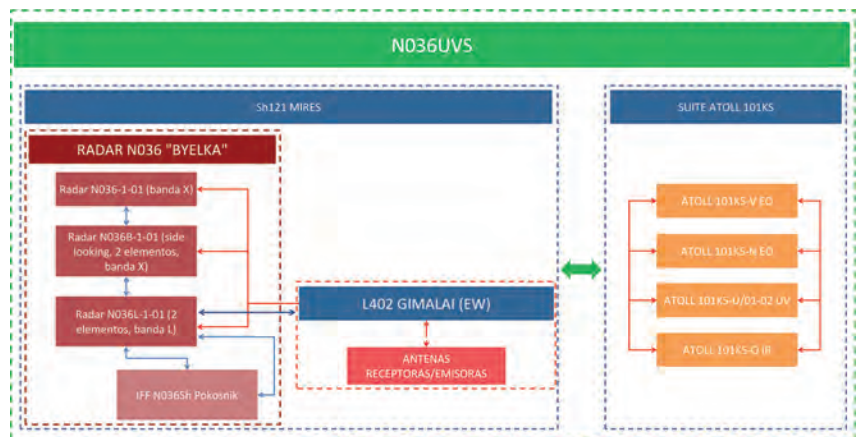 N036UVS
Sh121 MIRES
SUITE ATOLL 101KS
RADAR N036 "BYELKA"
Radar N036-1-01 (banda X)
Radar N036B-1-01 (side
looking, 2 elementos,
banda X)
Radar N036L-1-01 (2
elementos, banda L)
IFF N036Sh Pokosnik
L402 GIMALAI (EW)
ANTENAS
RECEPTORAS/EMISORAS
ATOLL 101KS-V EO
ATOLL 101KS-N EO
ATOLL 101KS-U/01-02 UV
ATOLL 101KS-O IR